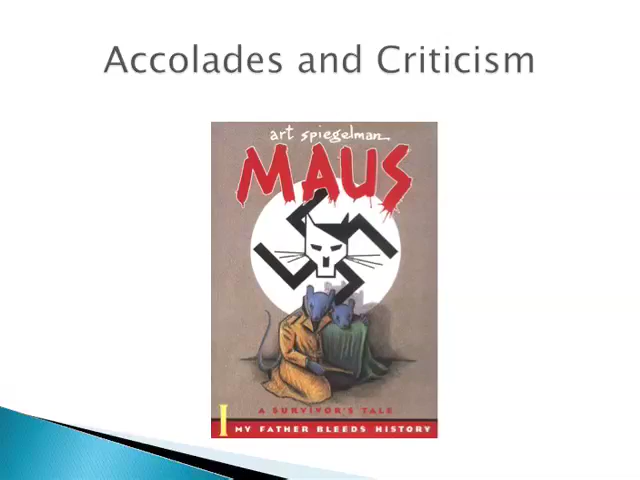 Accolades and Criticism
art spiegelman
MAUS
A SURVIVOR'S TALE
I
MY FATHER BLEEDS HISTORY